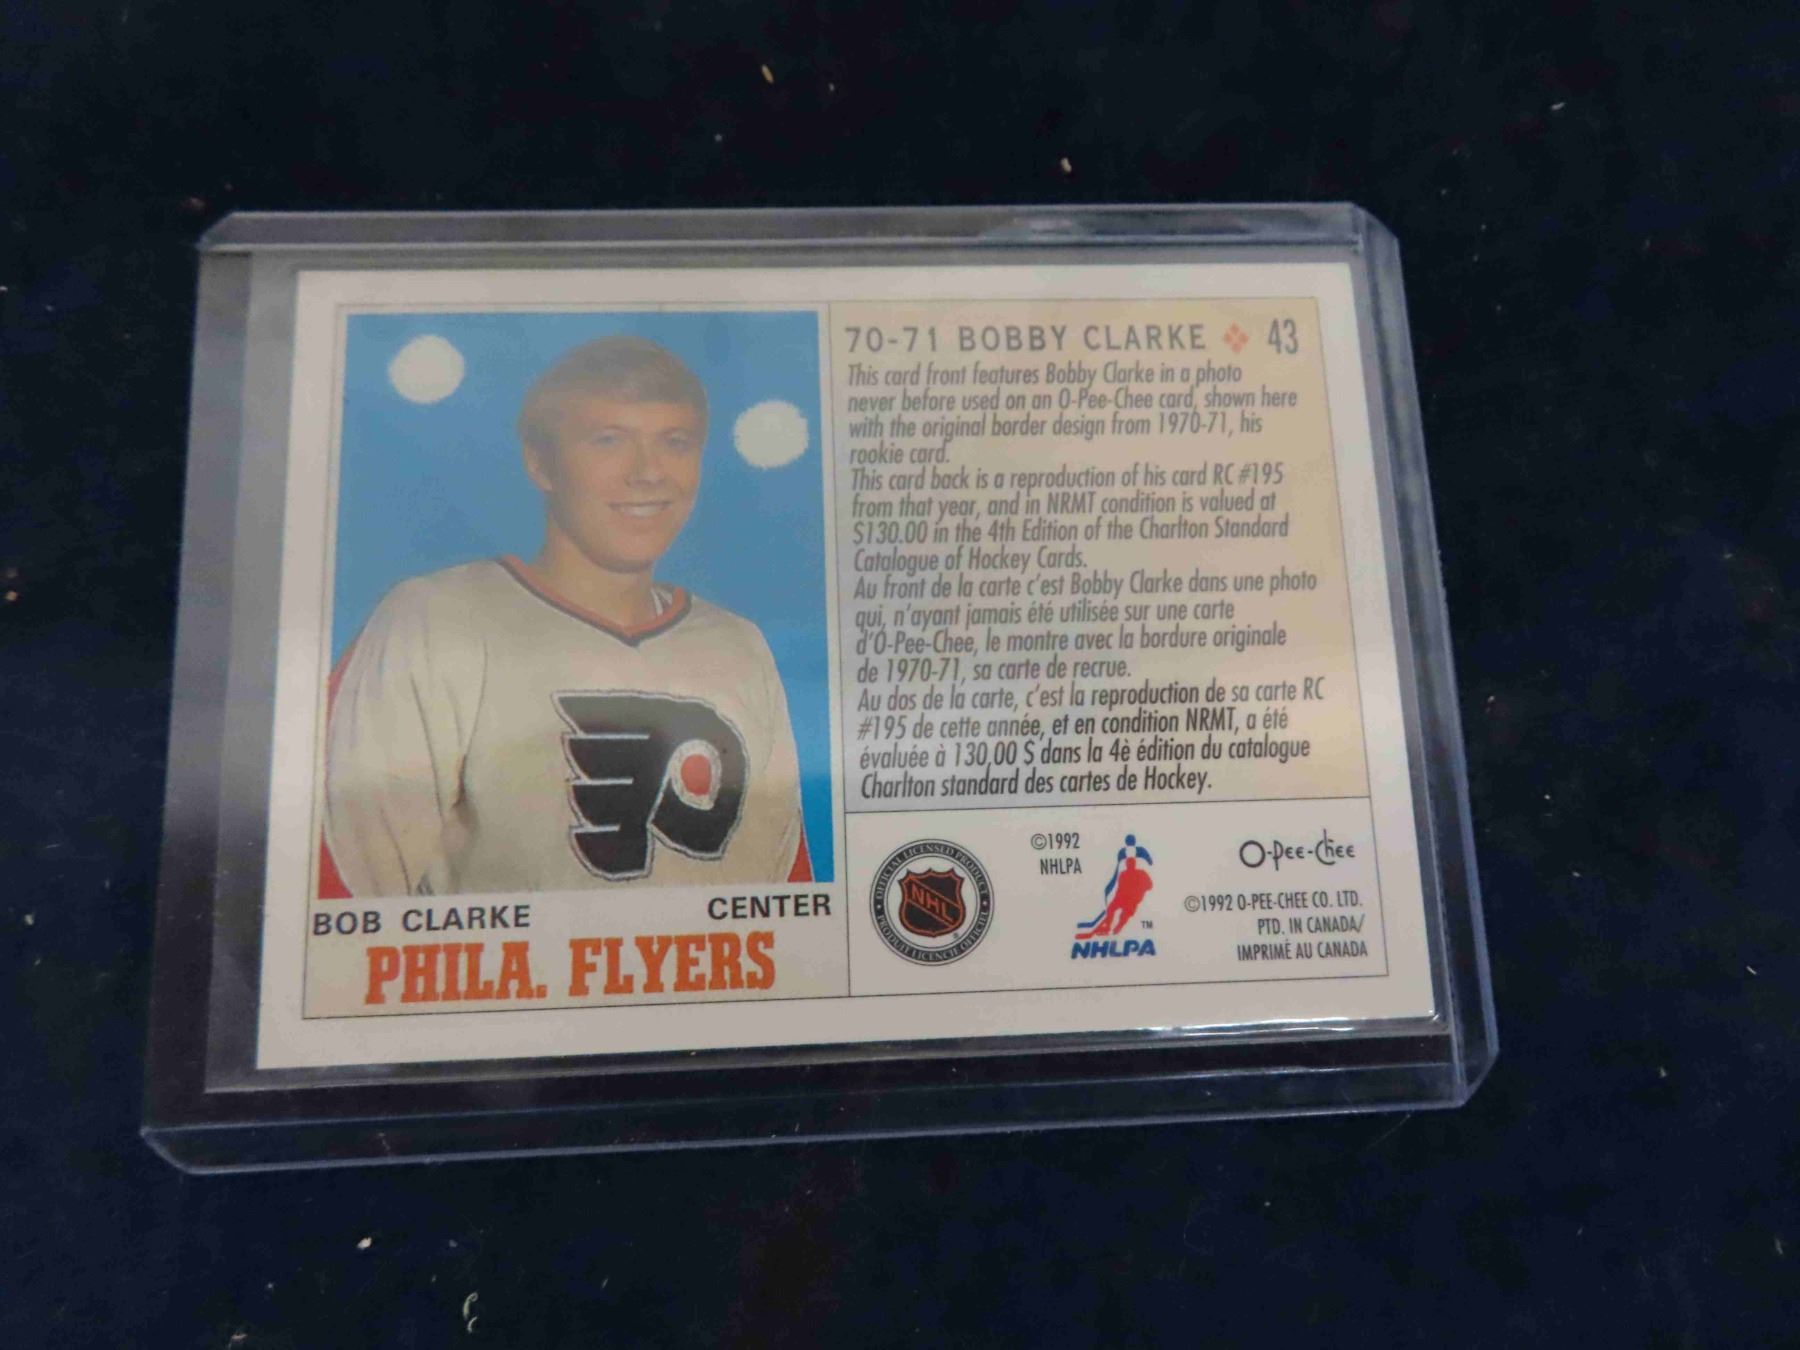 70-71 BOBBY CLARKE 43
This card front features Bobby Clarke in a photo
never before used on an O-Pee-Chee card, shown here
with the original border design from 1970-71, his
rookie card.
This card back is a reproduction of his card RC #195
from that year, and in NRMT condition is valued at
$130.00 in the 4th Edition of the Charlton Standard
Catalogue of Hockey Cards.
Au front de la carte c'est Bobby Clarke dans une photo
qui, n'ayant jamais été utilisée sur une carte
d'O-Pee-Chee, le montre avec la bordure originale
de 1970-71, sa carte de recrue.
Au dos de la carte, c'est la reproduction de sa carte RC
#195 de cette année, et en condition NRMT, a été
évaluée à 130,00 $ dans la 4è édition du catalogue
Charlton standard des cartes de Hockey.
BOB CLARKE CENTER
PHILA. FLYERS
OFFICIAL LICENSED PRODUCT
NHL
PRODUIT LICENCIÉ OFFICIEL
©1992
NHLPA
NHLPA
TM
O-Pee-Chee
©1992 O-PEE-CHEE CO. LTD.
PTD. IN CANADA/
IMPRIMÉ AU CANADA